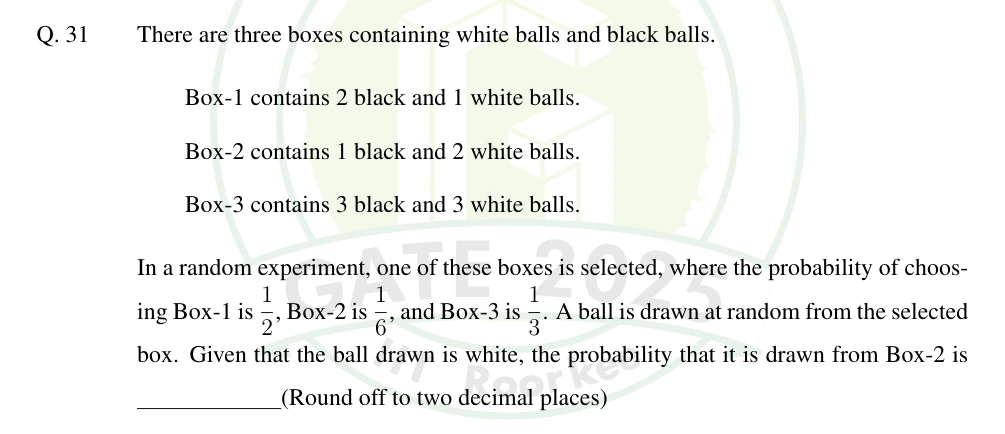 Q. 31 There are three boxes containing white balls and black balls.
Box-1 contains 2 black and 1 white balls.
Box-2 contains 1 black and 2 white balls.
Box-3 contains 3 black and 3 white balls.
In a random experiment, one of these boxes is selected, where the probability of choos-
ing Box-1 is 1/2, Box-2 is 1/6, and Box-3 is 1/3. A ball is drawn at random from the selected
box. Given that the ball drawn is white, the probability that it is drawn from Box-2 is
____________(Round off to two decimal places)
GATE 2025
IIT Roorkee